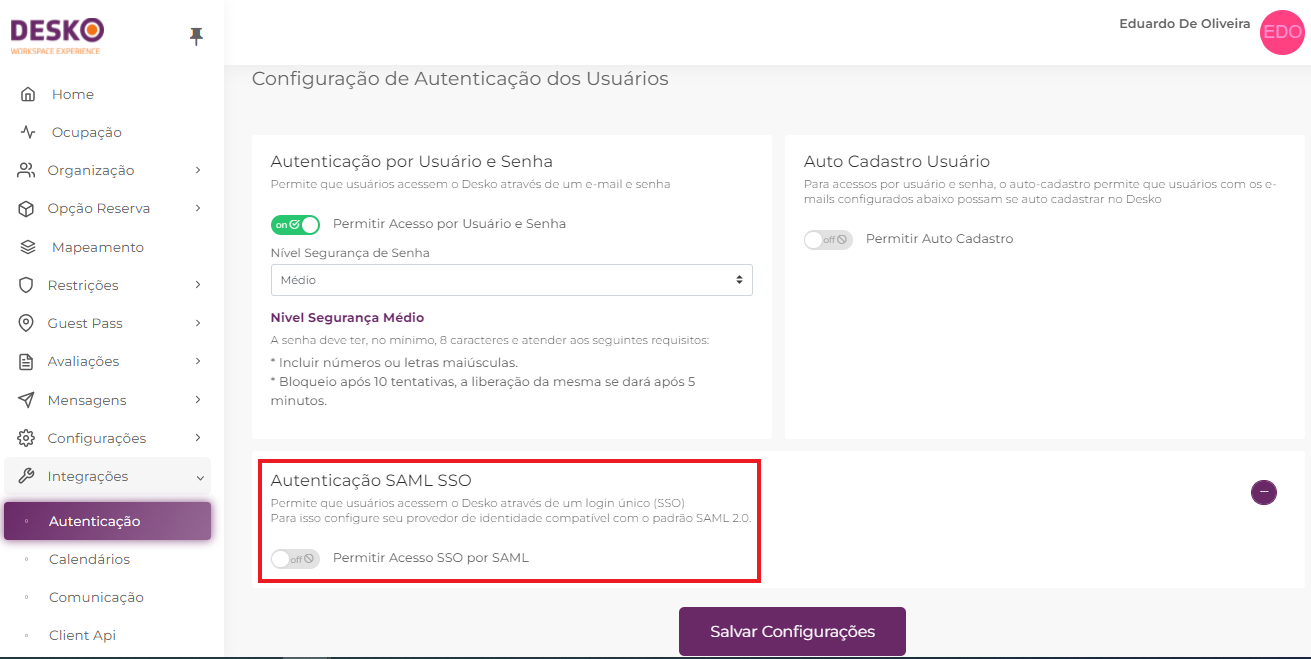 DESKO
WORKSPACE EXPERIENCE
Eduardo De Oliveira
EDO
Home
Ocupação
Organização
Opção Reserva
Mapeamento
Restrições
Guest Pass
Avaliações
Mensagens
Configurações
Integrações
Autenticação
Calendários
Comunicação
Client Api
Configuração de Autenticação dos Usuários
Autenticação por Usuário e Senha
Permite que usuários acessem o Desko através de um e-mail e senha
on
Permitir Acesso por Usuário e Senha
Nível Segurança de Senha
Médio
Nivel Segurança Médio
A senha deve ter, no mínimo, 8 caracteres e atender aos seguintes requisitos:
* Incluir números ou letras maiúsculas.
* Bloqueio após 10 tentativas, a liberação da mesma se dará após 5
minutos.
Auto Cadastro Usuário
Para acessos por usuário e senha, o auto-cadastro permite que usuários com os e-
mails configurados abaixo possam se auto cadastrar no Desko
off
Permitir Auto Cadastro
Autenticação SAML SSO
Permite que usuários acessem o Desko através de um login único (SSO)
Para isso configure seu provedor de identidade compatível com o padrão SAML 2.0.
off
Permitir Acesso SSO por SAML
Salvar Configurações